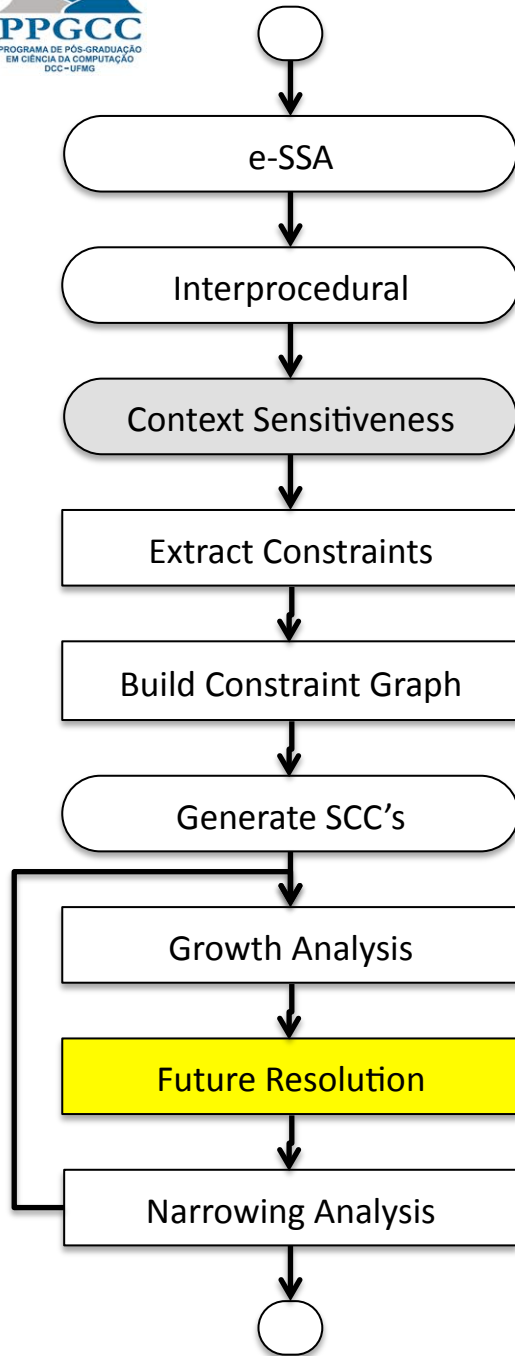 PPGCC
PROGRAMA DE PÓS-GRADUAÇÃO
EM CIÊNCIA DA COMPUTAÇÃO
DCC-UFMG
e-SSA
Interprocedural
Context Sensitiveness
Extract Constraints
Build Constraint Graph
Generate SCC’s
Growth Analysis
Future Resolution
Narrowing Analysis